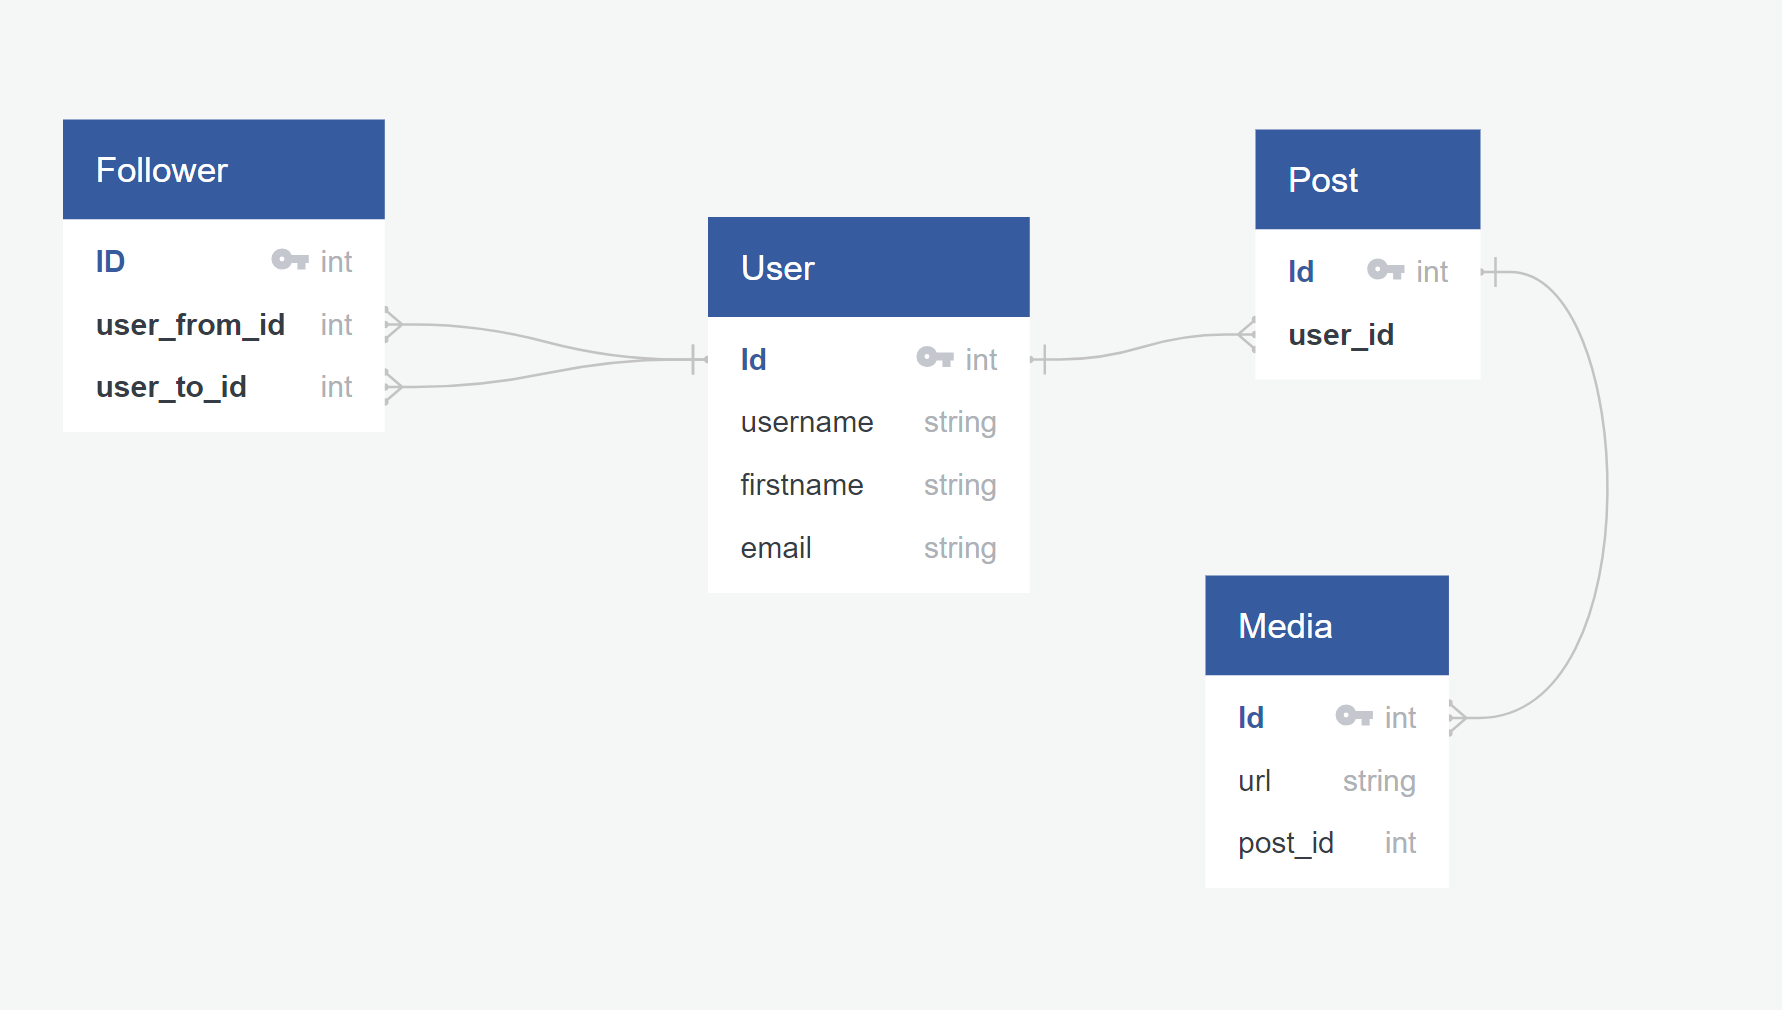 Follower
ID int
user_from_id int
user_to_id int
User
Id int
username string
firstname string
email string
Post
Id int
user_id
Media
Id int
url string
post_id int